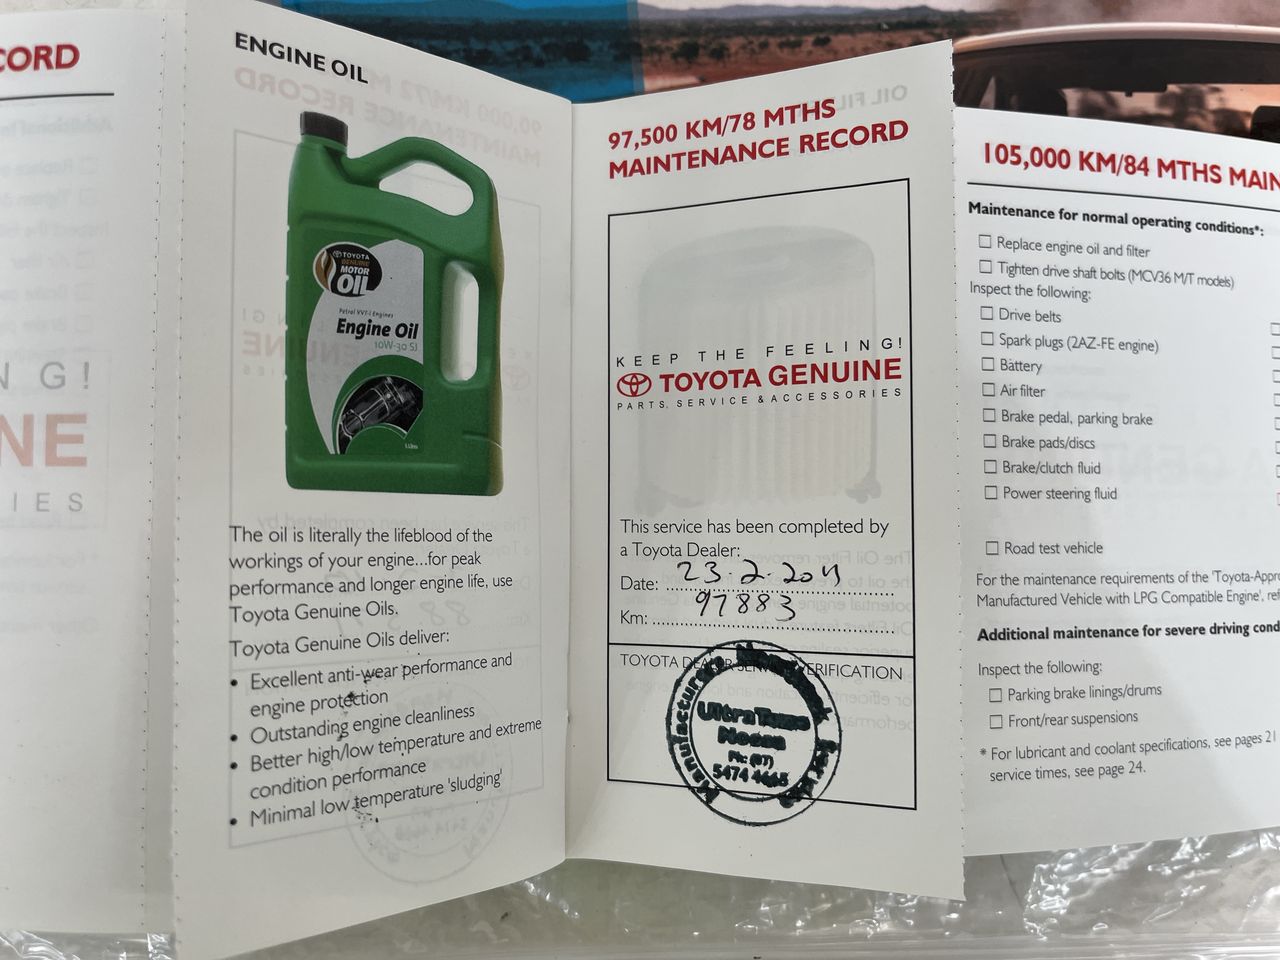 CORD
N G!
NE
I E S
ENGINE OIL
TOYOTA
GENUINE
MOTOR
OIL
Petrol VVT-i Engines
Engine Oil
10W-30 SJ
The oil is literally the lifeblood of the
workings of your engine...for peak
performance and longer engine life, use
Toyota Genuine Oils.
Toyota Genuine Oils deliver:
• Excellent anti-wear performance and
engine protection
• Outstanding engine cleanliness
• Better high/low temperature and extreme
condition performance
• Minimal low temperature 'sludging'
97,500 KM/78 MTHS
MAINTENANCE RECORD
KEEP THE FEELING!
TOYOTA GENUINE
PARTS, SERVICE & ACCESSORIES
This service has been completed by
a Toyota Dealer:
Date: 23.2.2011
Km: 97883
TOYOTA DEALER SERVICE VERIFICATION
UltraTune
Noosa
Ph: (07)
5474 4465
105,000 KM/84 MTHS MAIN
Maintenance for normal operating conditions*:
☐ Replace engine oil and filter
☐ Tighten drive shaft bolts (MCV36 M/T models)
Inspect the following:
☐ Drive belts
☐ Spark plugs (2AZ-FE engine)
☐ Battery
☐ Air filter
☐ Brake pedal, parking brake
☐ Brake pads/discs
☐ Brake/clutch fluid
☐ Power steering fluid
☐ Road test vehicle
For the maintenance requirements of the 'Toyota-Appro
Manufactured Vehicle with LPG Compatible Engine', ref
Additional maintenance for severe driving cond
Inspect the following:
☐ Parking brake linings/drums
☐ Front/rear suspensions
* For lubricant and coolant specifications, see pages 21
service times, see page 24.